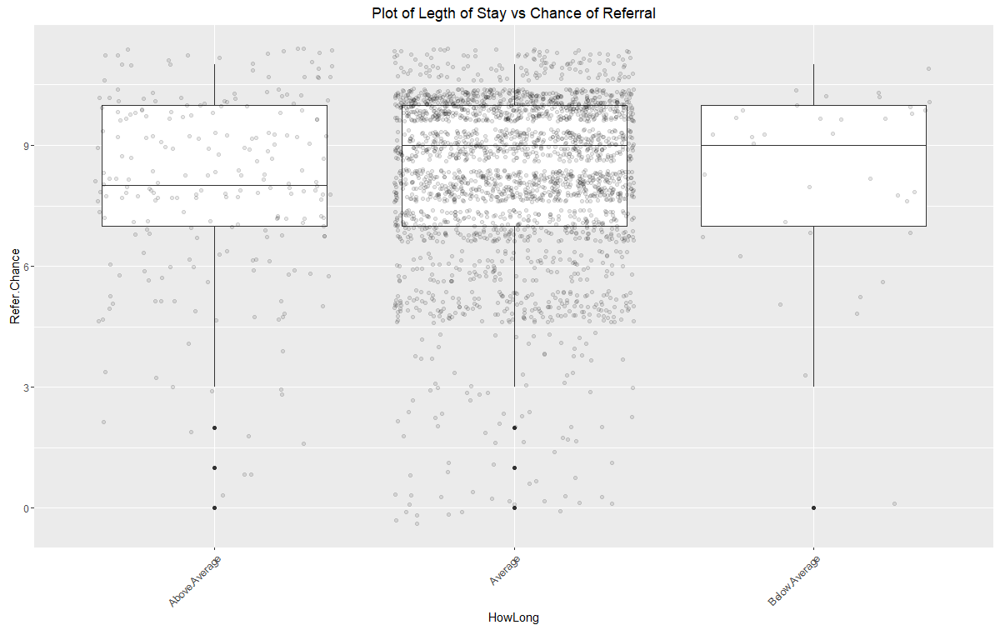 Plot of Legth of Stay vs Chance of Referral
Refer.Chance
9
6
3
0
Above.Average
Average
Below.Average
HowLong